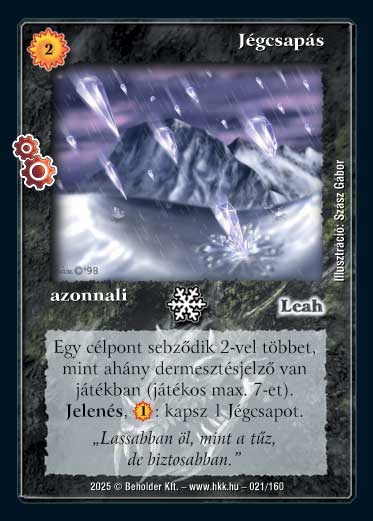 2
Jégcsapás
Illusztráció: Szász Gábor
©'98
azonnali
Leah
Egy célpont sebződik 2-vel többet,
mint ahány dermesztésjelző van
játékban (játékos max. 7-et).
Jelenés, 1: kapsz 1 Jégcsapot.
„Lassabban öl, mint a tűz,
de biztosabban.”
2025 © Beholder Kft. – www.hkk.hu – 021/160